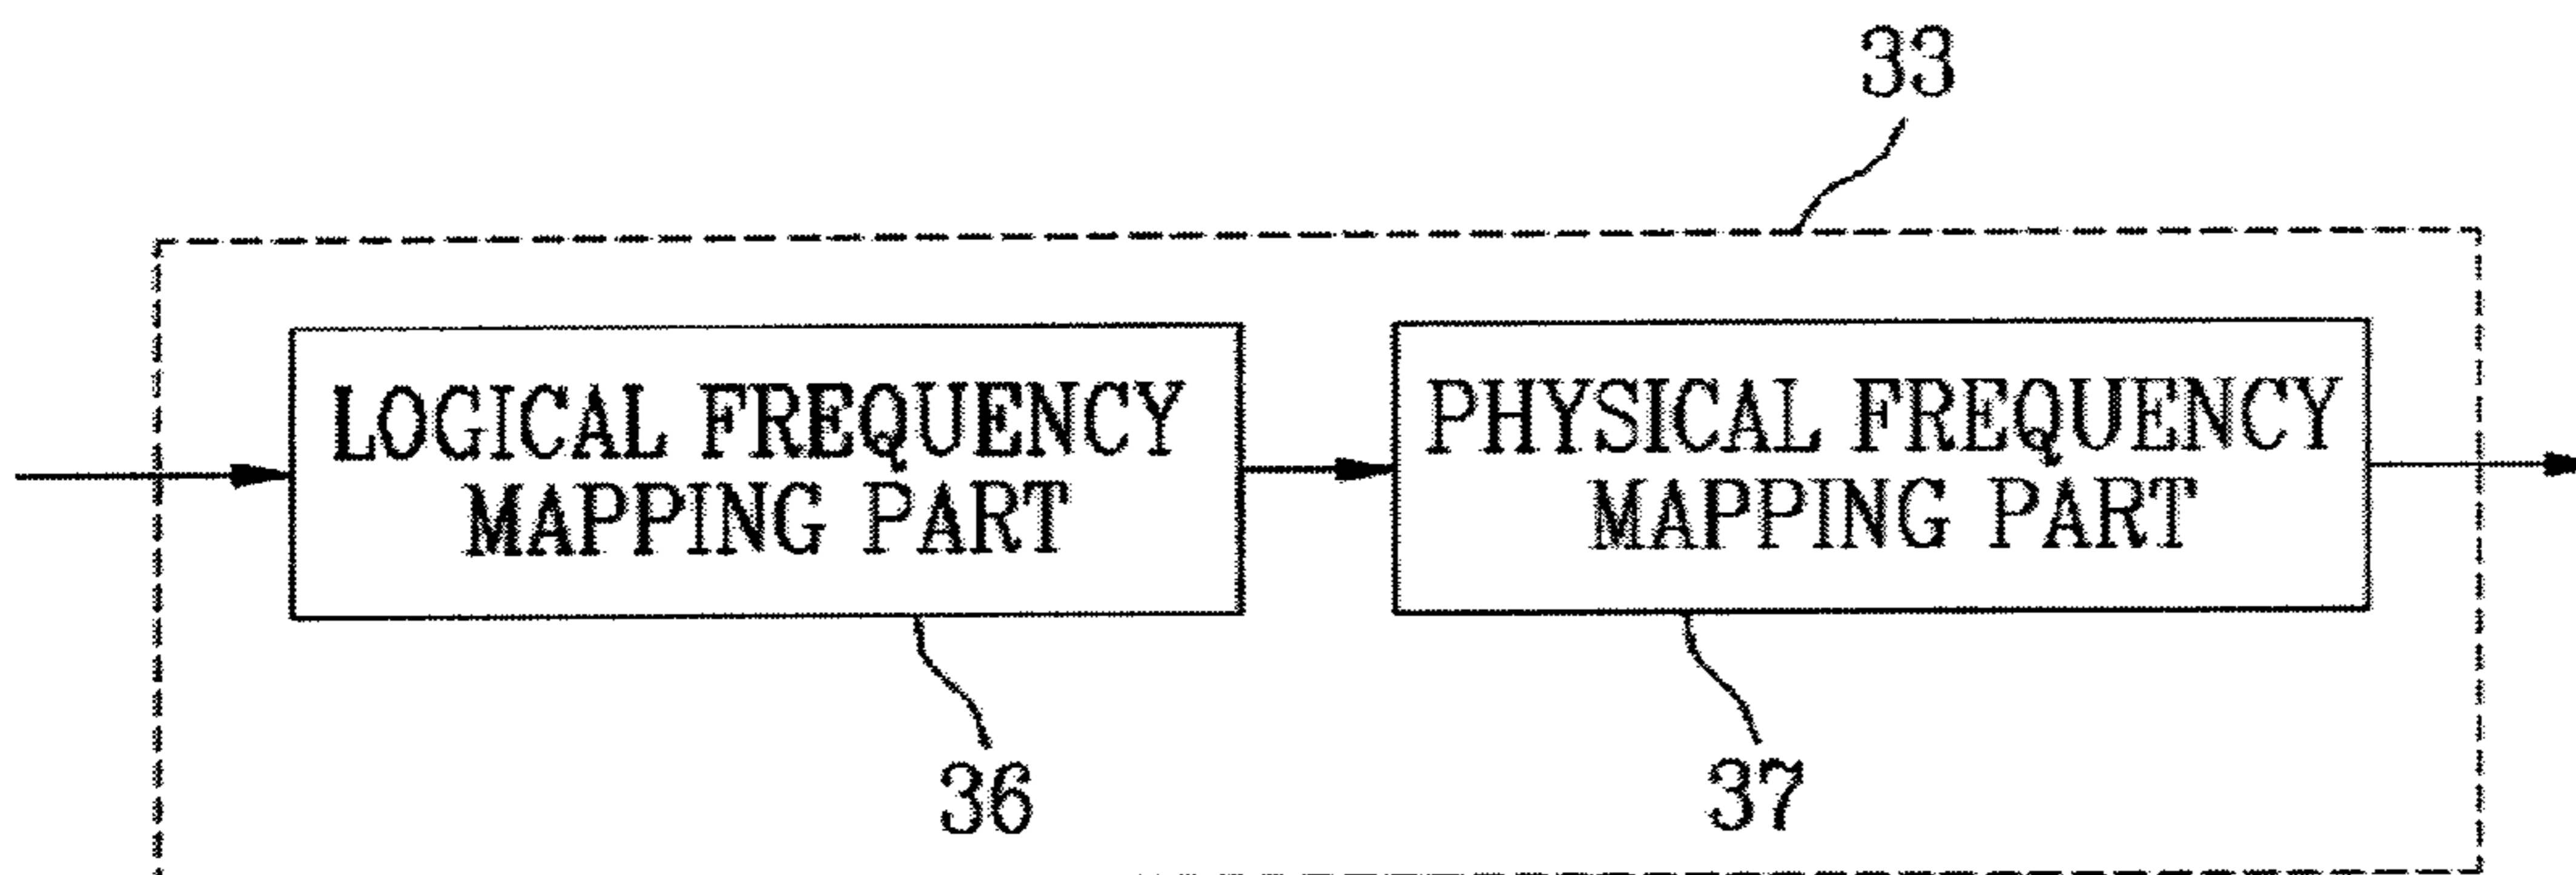 33
LOGICAL FREQUENCY
MAPPING PART
PHYSICAL FREQUENCY
MAPPING PART
36
37